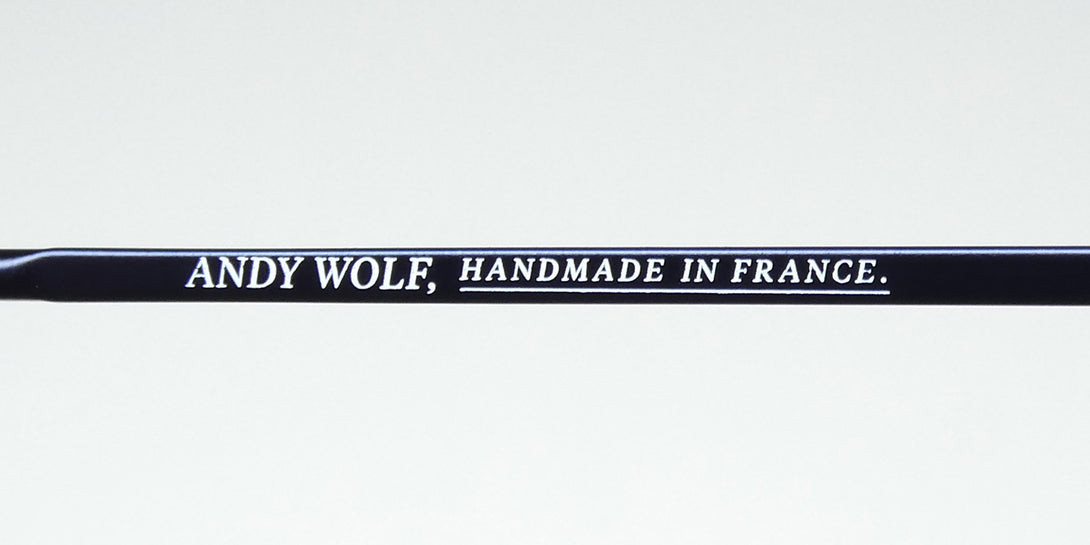 ANDY WOLF, HANDMADE IN FRANCE.